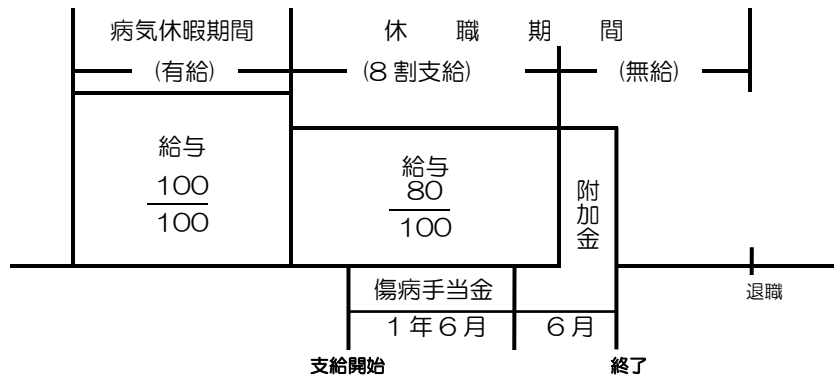 病気休暇期間
休職期間
(有給)
(8割支給)
(無給)
給与
100
100
給与
80
100
附加金
傷病手当金
1年6月
6月
退職
支給開始
終了